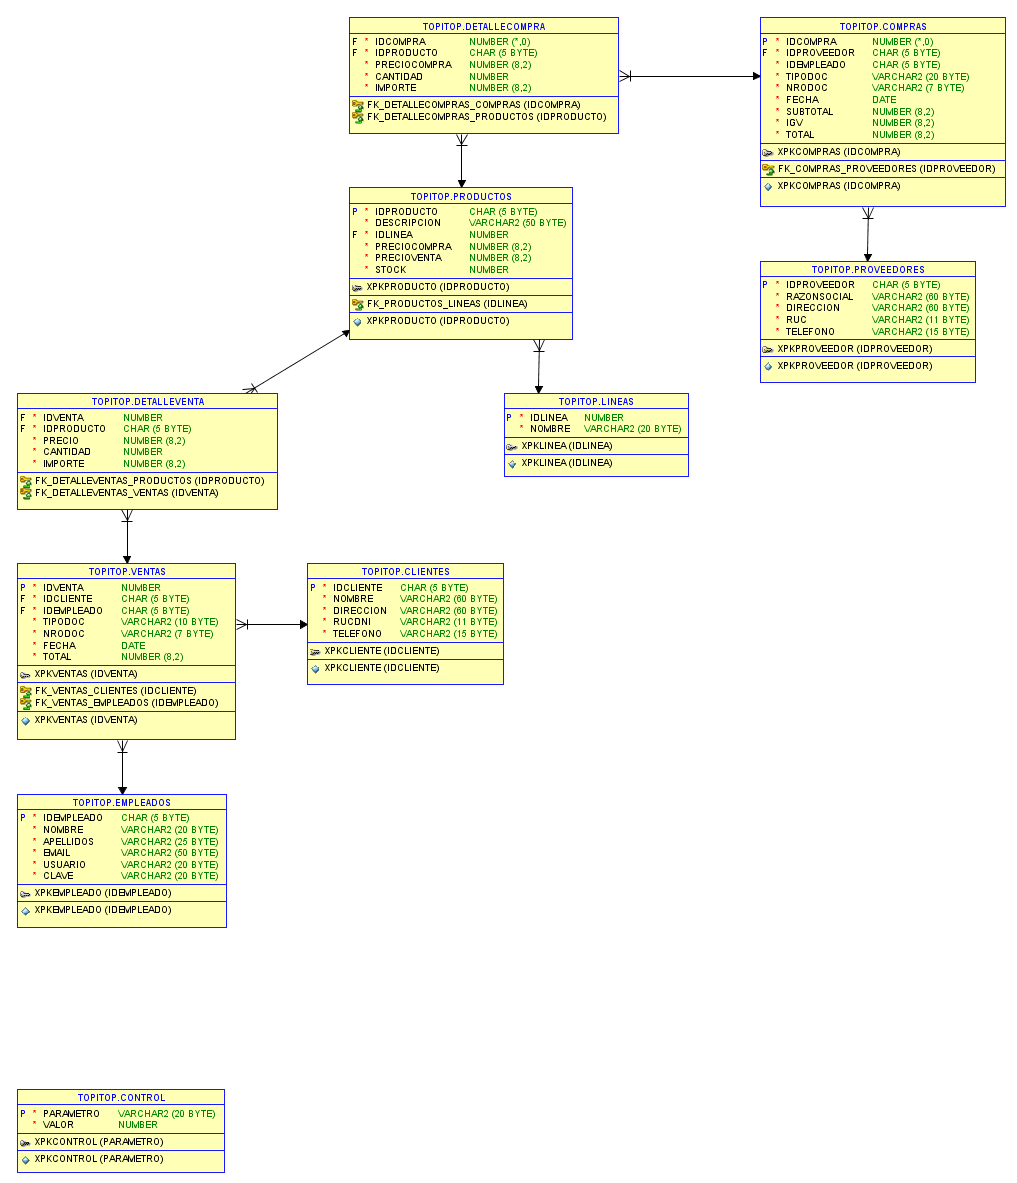 TOPITOP.DETALLECOMPRA
F * IDCOMPRA NUMBER (*,0)
F * IDPRODUCTO CHAR (5 BYTE)
* PRECIOCOMPRA NUMBER (8,2)
* CANTIDAD NUMBER
* IMPORTE NUMBER (8,2)
FK_DETALLECOMPRAS_COMPRAS (IDCOMPRA)
FK_DETALLECOMPRAS_PRODUCTOS (IDPRODUCTO)
TOPITOP.COMPRAS
P * IDCOMPRA NUMBER (*,0)
F * IDPROVEEDOR CHAR (5 BYTE)
* IDEMPLEADO CHAR (5 BYTE)
* TIPODOC VARCHAR2 (20 BYTE)
* NRODOC VARCHAR2 (7 BYTE)
* FECHA DATE
* SUBTOTAL NUMBER (8,2)
* IGV NUMBER (8,2)
* TOTAL NUMBER (8,2)
XPKCOMPRAS (IDCOMPRA)
FK_COMPRAS_PROVEEDORES (IDPROVEEDOR)
XPKCOMPRAS (IDCOMPRA)
TOPITOP.PRODUCTOS
P * IDPRODUCTO CHAR (5 BYTE)
* DESCRIPCION VARCHAR2 (50 BYTE)
F * IDLINEA NUMBER
* PRECIOCOMPRA NUMBER (8,2)
* PRECIOVENTA NUMBER (8,2)
* STOCK NUMBER
XPKPRODUCTO (IDPRODUCTO)
FK_PRODUCTOS_LINEAS (IDLINEA)
XPKPRODUCTO (IDPRODUCTO)
TOPITOP.PROVEEDORES
P * IDPROVEEDOR CHAR (5 BYTE)
* RAZONSOCIAL VARCHAR2 (60 BYTE)
* DIRECCION VARCHAR2 (60 BYTE)
* RUC VARCHAR2 (11 BYTE)
* TELEFONO VARCHAR2 (15 BYTE)
XPKPROVEEDOR (IDPROVEEDOR)
XPKPROVEEDOR (IDPROVEEDOR)
TOPITOP.DETALLEVENTA
F * IDVENTA NUMBER
F * IDPRODUCTO CHAR (5 BYTE)
* PRECIO NUMBER (8,2)
* CANTIDAD NUMBER
* IMPORTE NUMBER (8,2)
FK_DETALLEVENTAS_PRODUCTOS (IDPRODUCTO)
FK_DETALLEVENTAS_VENTAS (IDVENTA)
TOPITOP.LINEAS
P * IDLINEA NUMBER
* NOMBRE VARCHAR2 (20 BYTE)
XPKLINEA (IDLINEA)
XPKLINEA (IDLINEA)
TOPITOP.VENTAS
P * IDVENTA NUMBER
F * IDCLIENTE CHAR (5 BYTE)
F * IDEMPLEADO CHAR (5 BYTE)
* TIPODOC VARCHAR2 (10 BYTE)
* NRODOC VARCHAR2 (7 BYTE)
* FECHA DATE
* TOTAL NUMBER (8,2)
XPKVENTAS (IDVENTA)
FK_VENTAS_CLIENTES (IDCLIENTE)
FK_VENTAS_EMPLEADOS (IDEMPLEADO)
XPKVENTAS (IDVENTA)
TOPITOP.CLIENTES
P * IDCLIENTE CHAR (5 BYTE)
* NOMBRE VARCHAR2 (60 BYTE)
* DIRECCION VARCHAR2 (60 BYTE)
* RUCDNI VARCHAR2 (11 BYTE)
* TELEFONO VARCHAR2 (15 BYTE)
XPKCLIENTE (IDCLIENTE)
XPKCLIENTE (IDCLIENTE)
TOPITOP.EMPLEADOS
P * IDEMPLEADO CHAR (5 BYTE)
* NOMBRE VARCHAR2 (20 BYTE)
* APELLIDOS VARCHAR2 (25 BYTE)
* EMAIL VARCHAR2 (50 BYTE)
* USUARIO VARCHAR2 (20 BYTE)
* CLAVE VARCHAR2 (20 BYTE)
XPKEMPLEADO (IDEMPLEADO)
XPKEMPLEADO (IDEMPLEADO)
TOPITOP.CONTROL
P * PARAMETRO VARCHAR2 (20 BYTE)
* VALOR NUMBER
XPKCONTROL (PARAMETRO)
XPKCONTROL (PARAMETRO)